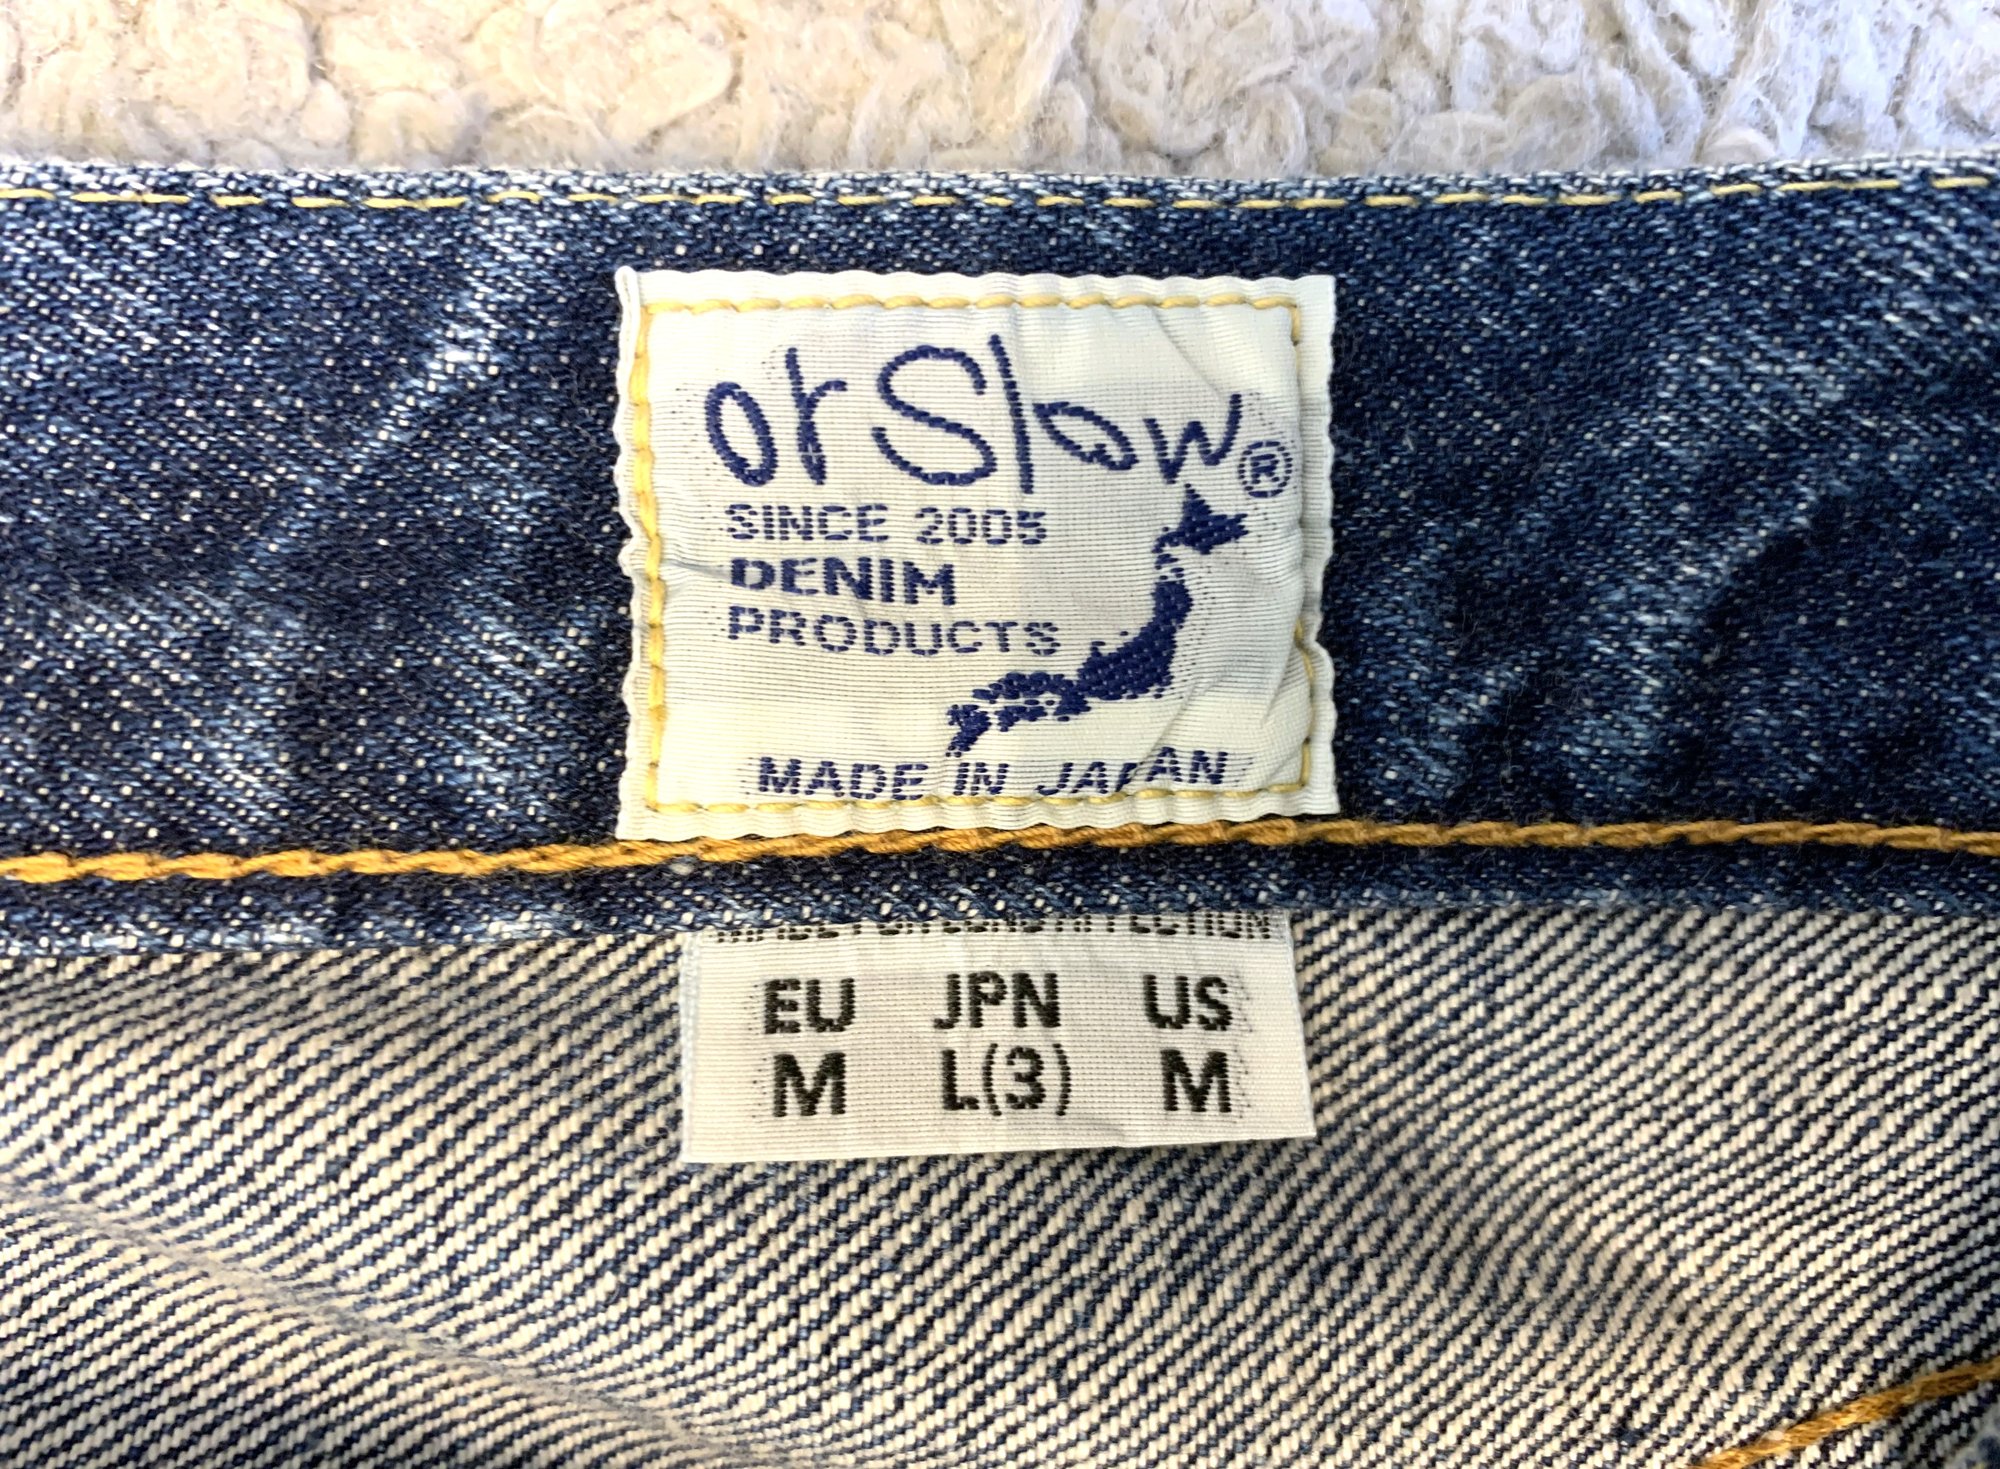 orSlow®
SINCE 2005
DENIM
PRODUCTS
MADE IN JAPAN
EU JPN US
M L(3) M